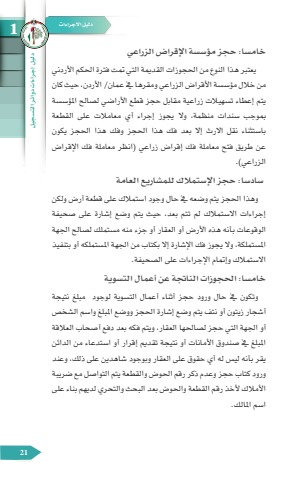 دليل الاجراءات
1
دليل إجراءات دوائر التسجيل
خامسا: حجز مؤسسة الإقراض الزراعي
يعتبر هذا النوع من الحجوزات القديمة التي تمت فترة الحكم الأردني
من خلال مؤسسة الأقراض الزراعية ومقرها في عمان/ الأردن، حيث كان
يتم إعطاء تسهيلات زراعية مقابل حجز قطع الأراضي لصالح المؤسسة
بموجب سندات منظمة، ولا يجوز إجراء أي معاملات على القطعة
باستثناء نقل الارث إلا بعد فك هذا الحجز وفك هذا الحجز يكون
عن طريق فتح معاملة فك إقراض زراعي (انظر معاملة فك الإقراض
الزراعي).
سادسا: حجز الإستملاك للمشاريع العامة
وهذا الحجز يتم وضعه في حال وجود استملاك على قطعة أرض ولكن
إجراءات الاستملاك لم تتم بعد، حيث يتم وضع إشارة على صحيفة
الوقوعات بأنه هذه الأرض أو العقار أو جزء منه مستملك لصالح الجهة
المستملكة، ولا يجوز فك الإشارة إلا بكتاب من الجهة المستملكه أو بتنفيذ
الاستملاك وإتمام الإجراءات على الصحيفة.
خامسا: الحجوزات الناتجة عن أعمال التسوية
وتكون في حال ورود حجز أثناء أعمال التسوية لوجود مبلغ نتيجة
أشجار زيتون أو نتف يتم وضع إشارة الحجز ووضع المبلغ واسم الشخص
أو الجهة التي حجز لصالحها العقار، ويتم فكه بعد دفع أصحاب العلاقة
المبلغ في صندوق الأمانات أو نتيجة تقديم إقرار أو استدعاء من الدائن
يقر بأنه ليس له أي حقوق على العقار وبوجود شاهدين على ذلك، وعند
ورود كتاب حجز وعدم ذكر رقم الحوض والقطعة يتم التواصل مع ضريبة
الأملاك لأخذ رقم القطعة والحوض بعد البحث والتحري لديهم بناء على
اسم المالك.
21